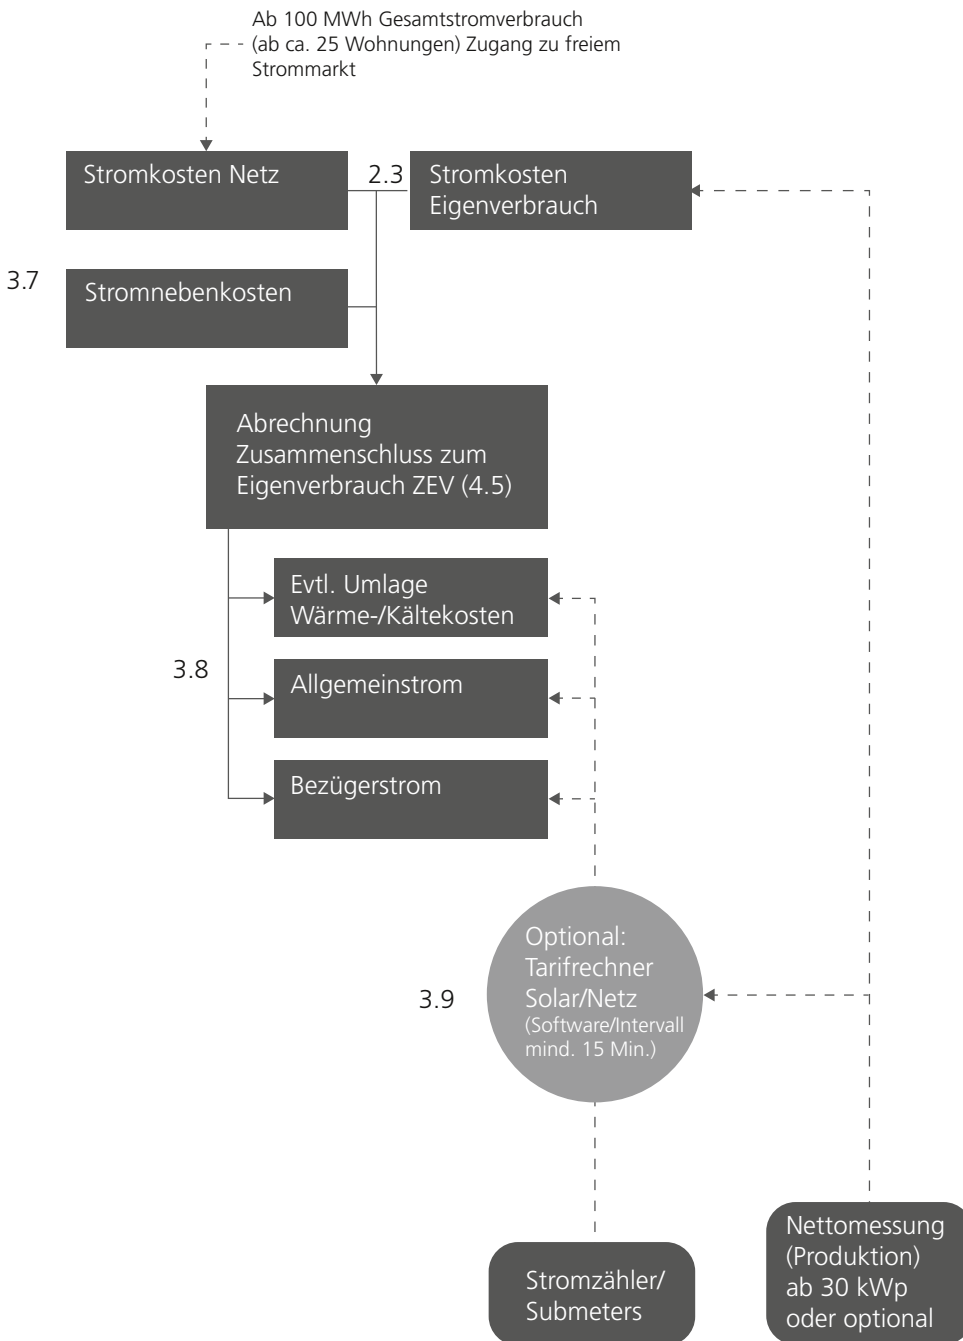 Ab 100 MWh Gesamtstromverbrauch
(ab ca. 25 Wohnungen) Zugang zu freiem
Strommarkt
Stromkosten Netz
2.3
Stromkosten
Eigenverbrauch
3.7
Stromnebenkosten
Abrechnung
Zusammenschluss zum
Eigenverbrauch ZEV (4.5)
Evtl. Umlage
Wärme-/Kältekosten
3.8
Allgemeinstrom
Bezügerstrom
3.9
Optional:
Tarifrechner
Solar/Netz
(Software/Intervall
mind. 15 Min.)
Stromzähler/
Submeters
Nettomessung
(Produktion)
ab 30 kWp
oder optional